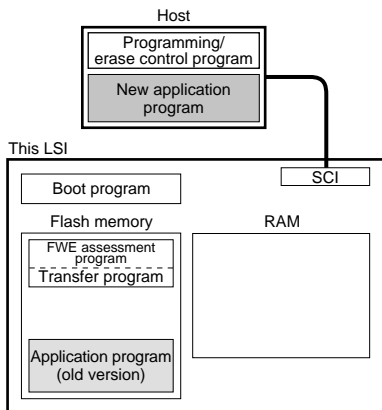 Host
Programming/
erase control program
New application
program
This LSI
SCI
Boot program
Flash memory
RAM
FWE assessment
program
Transfer program
Application program
(old version)